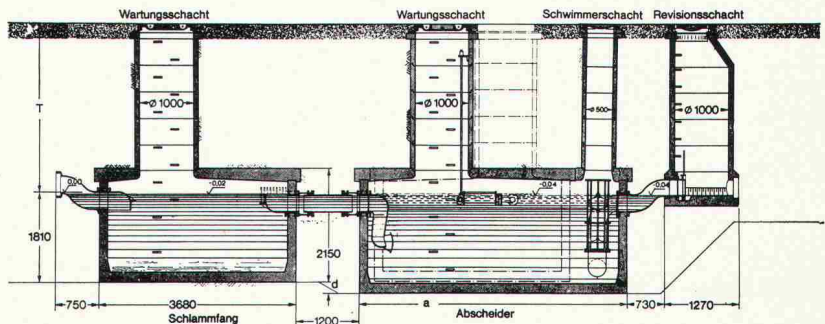 Wartungsschacht
Wartungsschacht
Schwimmerschacht
Revisionsschacht
T
ø 1000
ø 1000
ø 500
ø 1000
0,00
-0,02
-0,04
-0,04
1810
2150
d
750
3680
a
730
1270
Schlammfang
1200
Abscheider